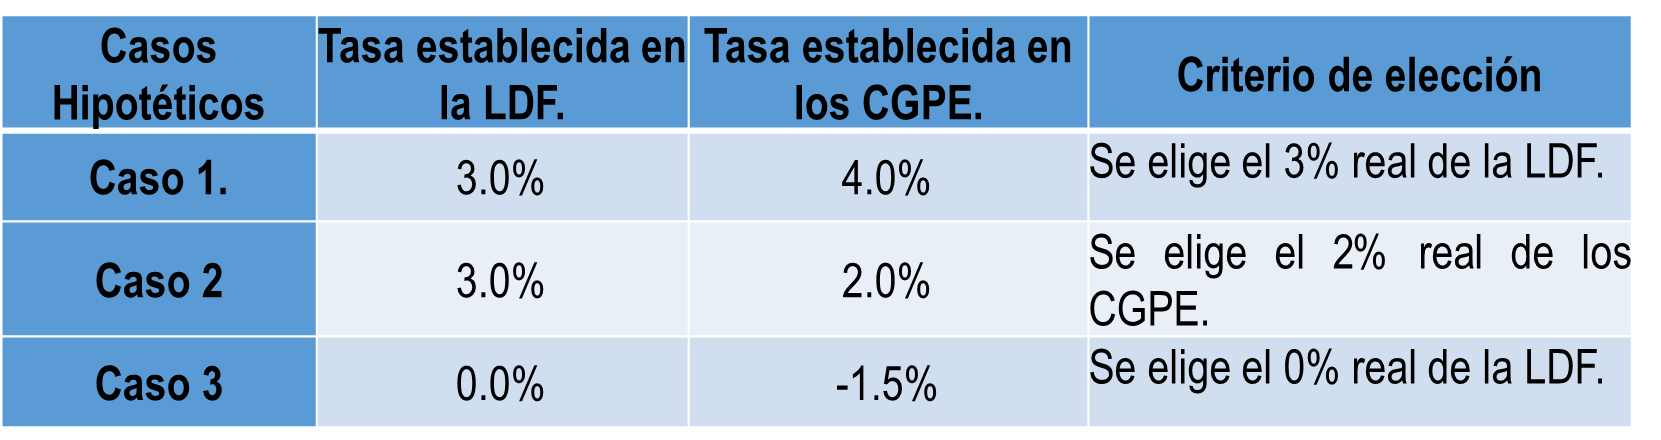 Casos
Hipotéticos
Tasa establecida en
la LDF.
Tasa establecida en
los CGPE.
Criterio de elección
Caso 1.
3.0%
4.0%
Se elige el 3% real de la LDF.
Caso 2
3.0%
2.0%
Se elige el 2% real de los
CGPE.
Caso 3
0.0%
-1.5%
Se elige el 0% real de la LDF.